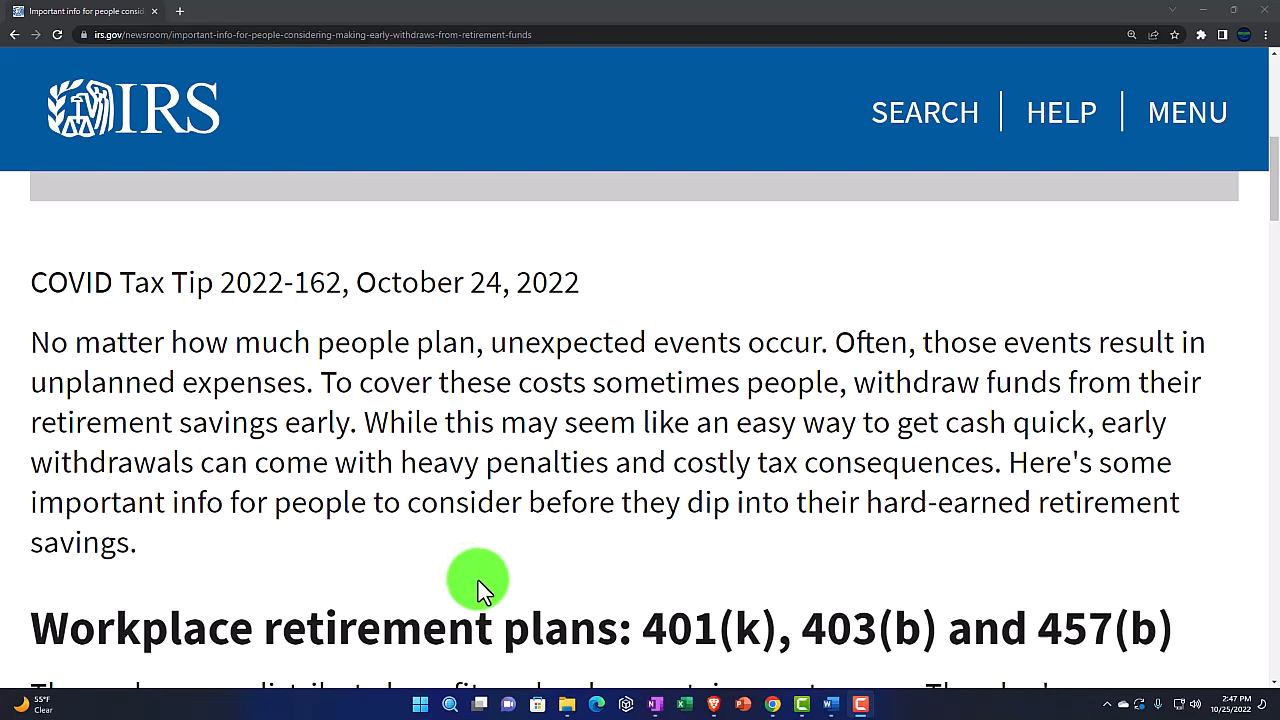 Important info for people consid
irs.gov/newsroom/important-info-for-people-considering-making-early-withdraws-from-retirement-funds
IRS
SEARCH
HELP
MENU
COVID Tax Tip 2022-162, October 24, 2022
No matter how much people plan, unexpected events occur. Often, those events result in
unplanned expenses. To cover these costs sometimes people, withdraw funds from their
retirement savings early. While this may seem like an easy way to get cash quick, early
withdrawals can come with heavy penalties and costly tax consequences. Here's some
important info for people to consider before they dip into their hard-earned retirement
savings.
Workplace retirement plans: 401(k), 403(b) and 457(b)
55°F
Clear
2:47 PM
10/25/2022